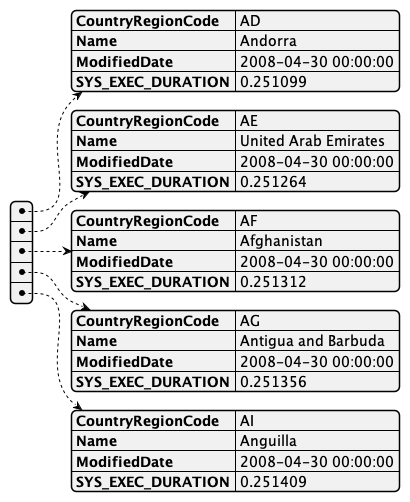 CountryRegionCode AD
Name Andorra
ModifiedDate 2008-04-30 00:00:00
SYS_EXEC_DURATION 0.251099
CountryRegionCode AE
Name United Arab Emirates
ModifiedDate 2008-04-30 00:00:00
SYS_EXEC_DURATION 0.251264
CountryRegionCode AF
Name Afghanistan
ModifiedDate 2008-04-30 00:00:00
SYS_EXEC_DURATION 0.251312
CountryRegionCode AG
Name Antigua and Barbuda
ModifiedDate 2008-04-30 00:00:00
SYS_EXEC_DURATION 0.251356
CountryRegionCode AI
Name Anguilla
ModifiedDate 2008-04-30 00:00:00
SYS_EXEC_DURATION 0.251409